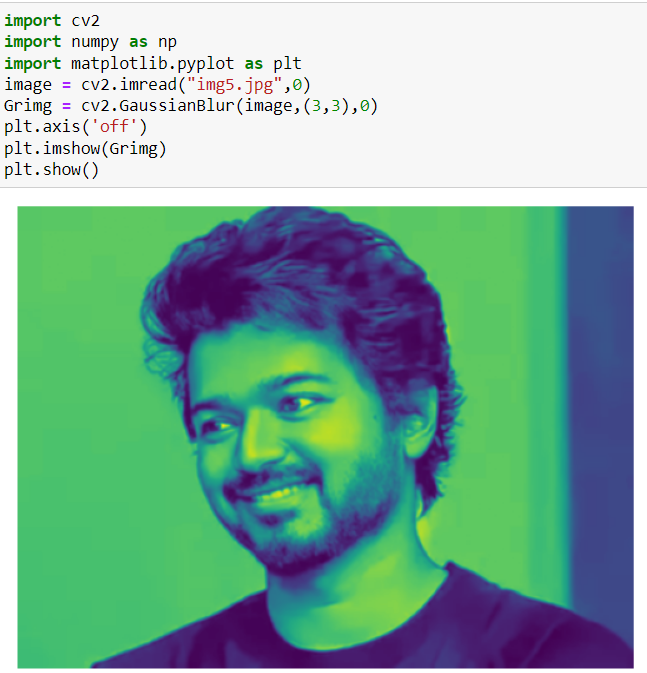 import cv2
import numpy as np
import matplotlib.pyplot as plt
image = cv2.imread("img5.jpg",0)
Grimg = cv2.GaussianBlur(image,(3,3),0)
plt.axis('off')
plt.imshow(Grimg)
plt.show()